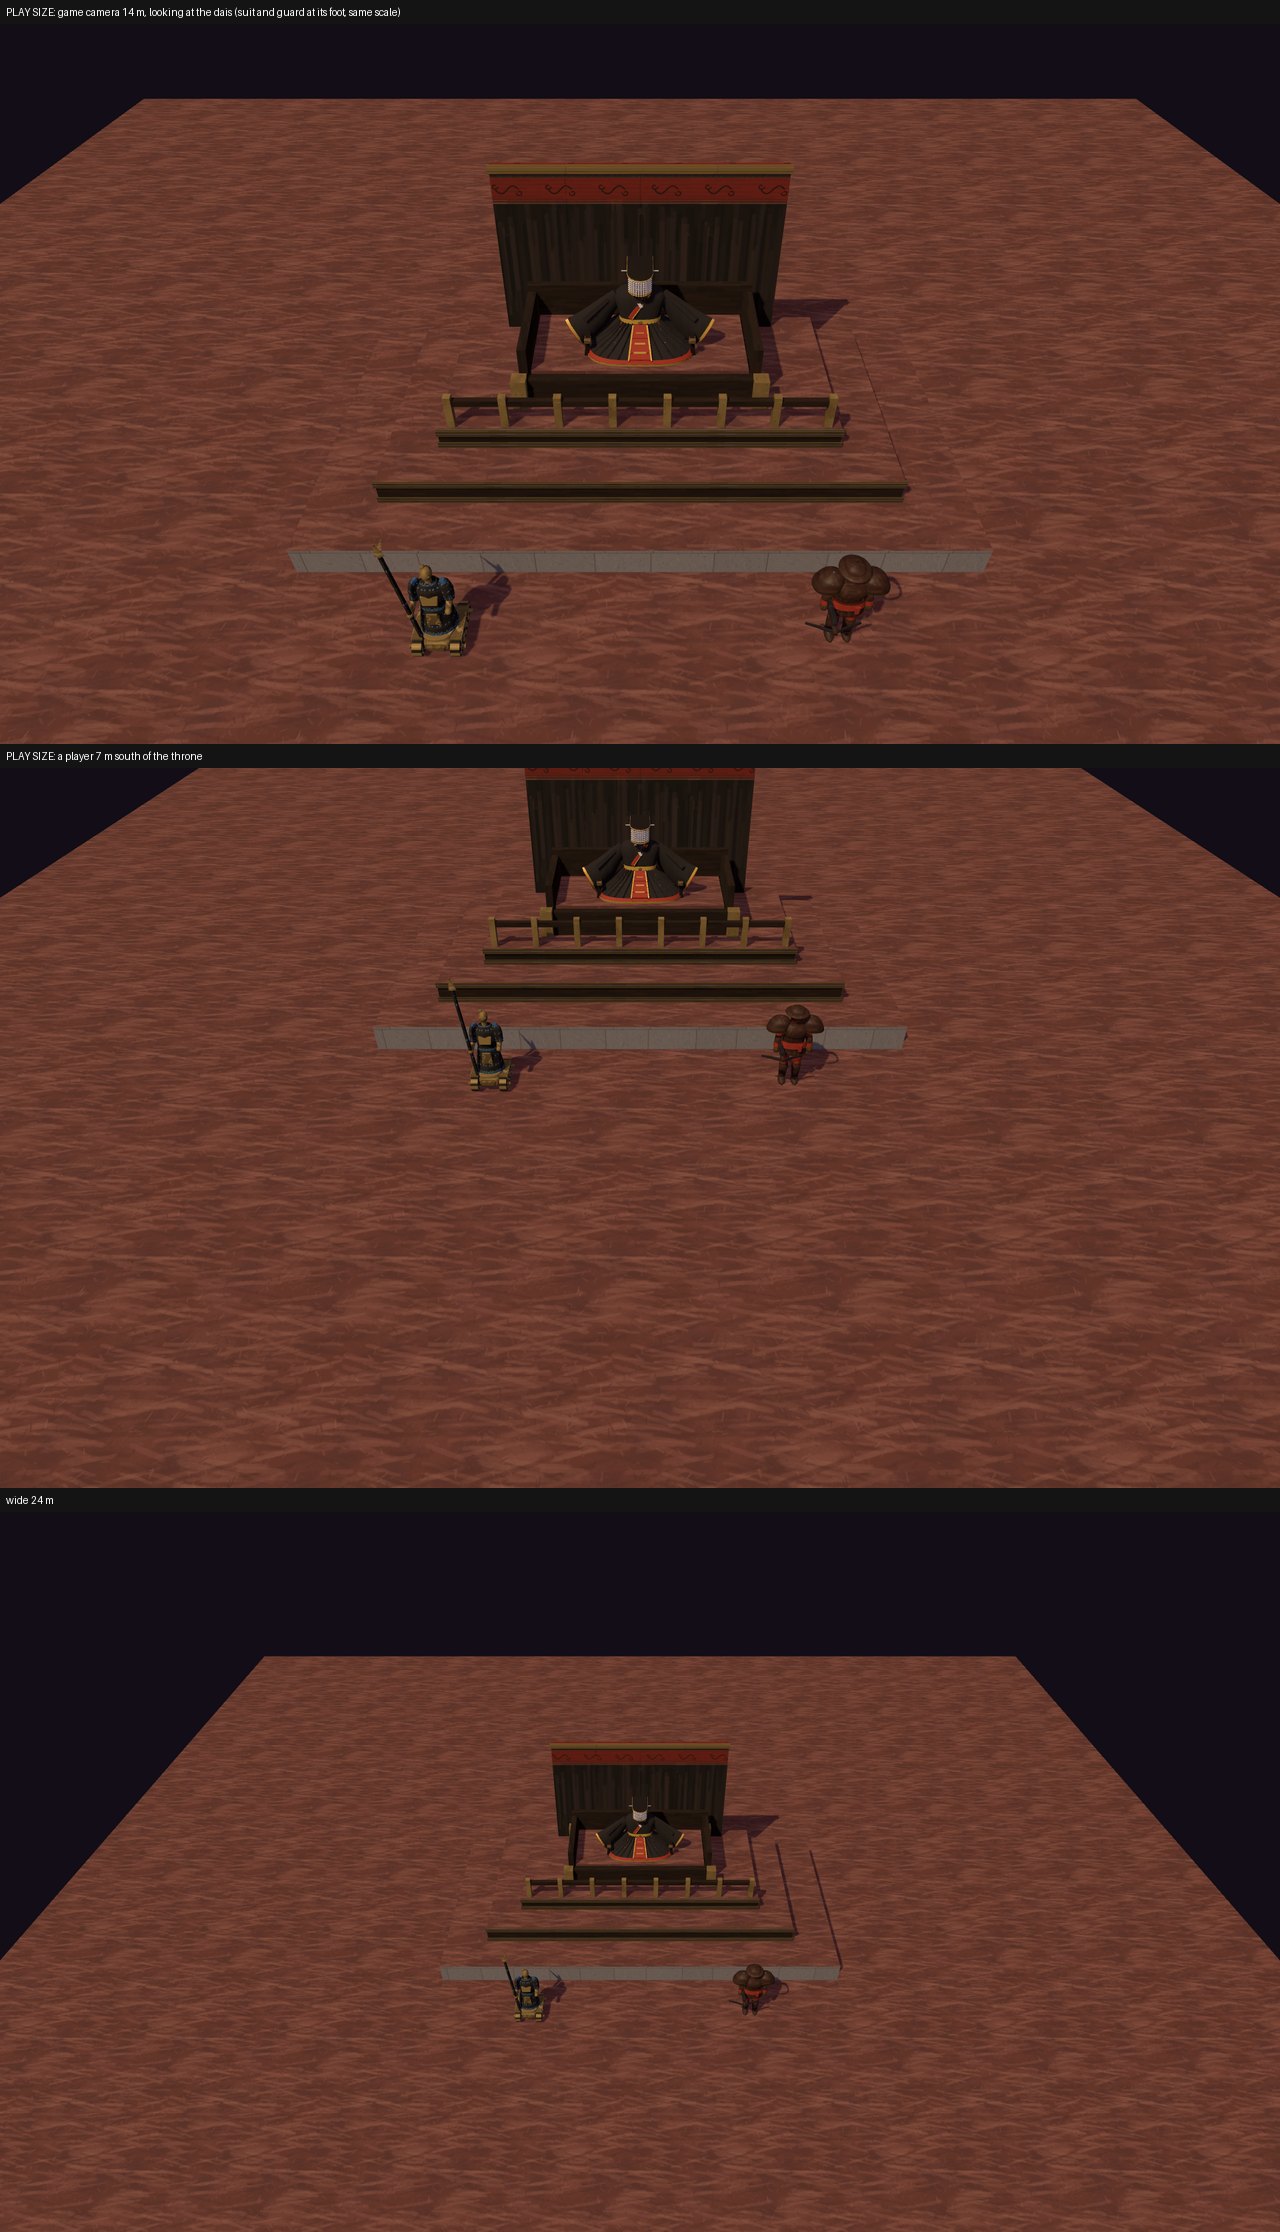 PLAY SIZE: game camera 14 m, looking at the dais (suit and guard at its foot, same scale)
PLAY SIZE: a player 7 m south of the throne
wide 24 m